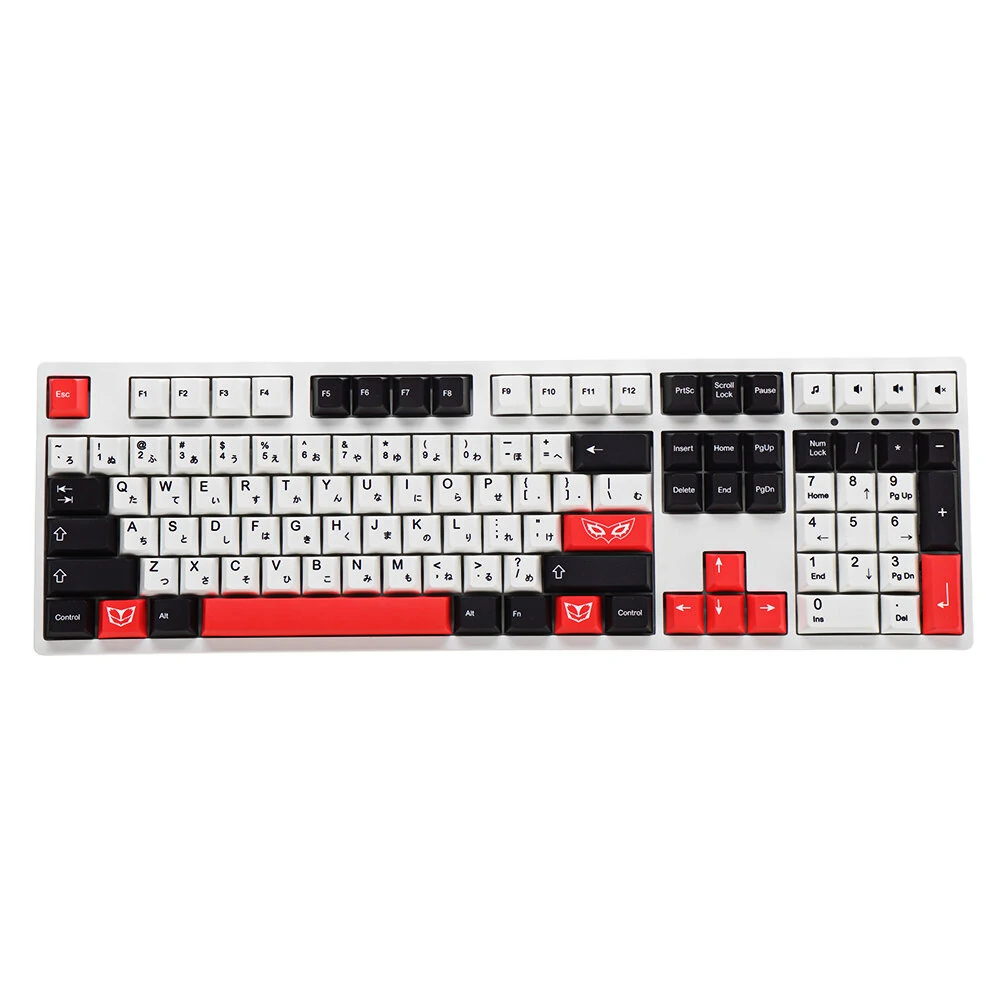 Esc F1 F2 F3 F4 F5 F6 F7 F8 F9 F10 F11 F12 PrtSc Scroll Lock Pause
~ ` ろ ! 1 ぬ @ 2 ふ # 3 あ $ 4 う % 5 え ^ 6 お & 7 や * 8 ゆ ( 9 よ ) 0 わ — - ほ + = へ ← Insert Home PgUp Num Lock / * −
Q た W て E い R す T か Y ん U な I に O ら P せ { [ } ] | \ む Delete End PgDn 7 Home 8 ↑ 9 Pg Up +
A ち S と D し F は G き H く J ま K の L り : ; れ " ' け 4 ← 5 6 →
Z つ X さ C そ V ひ B こ N み M も < , ね > . る ? / め ↑ 1 End 2 ↓ 3 Pg Dn
Control Alt Alt Fn Control ← ↓ → 0 Ins . Del